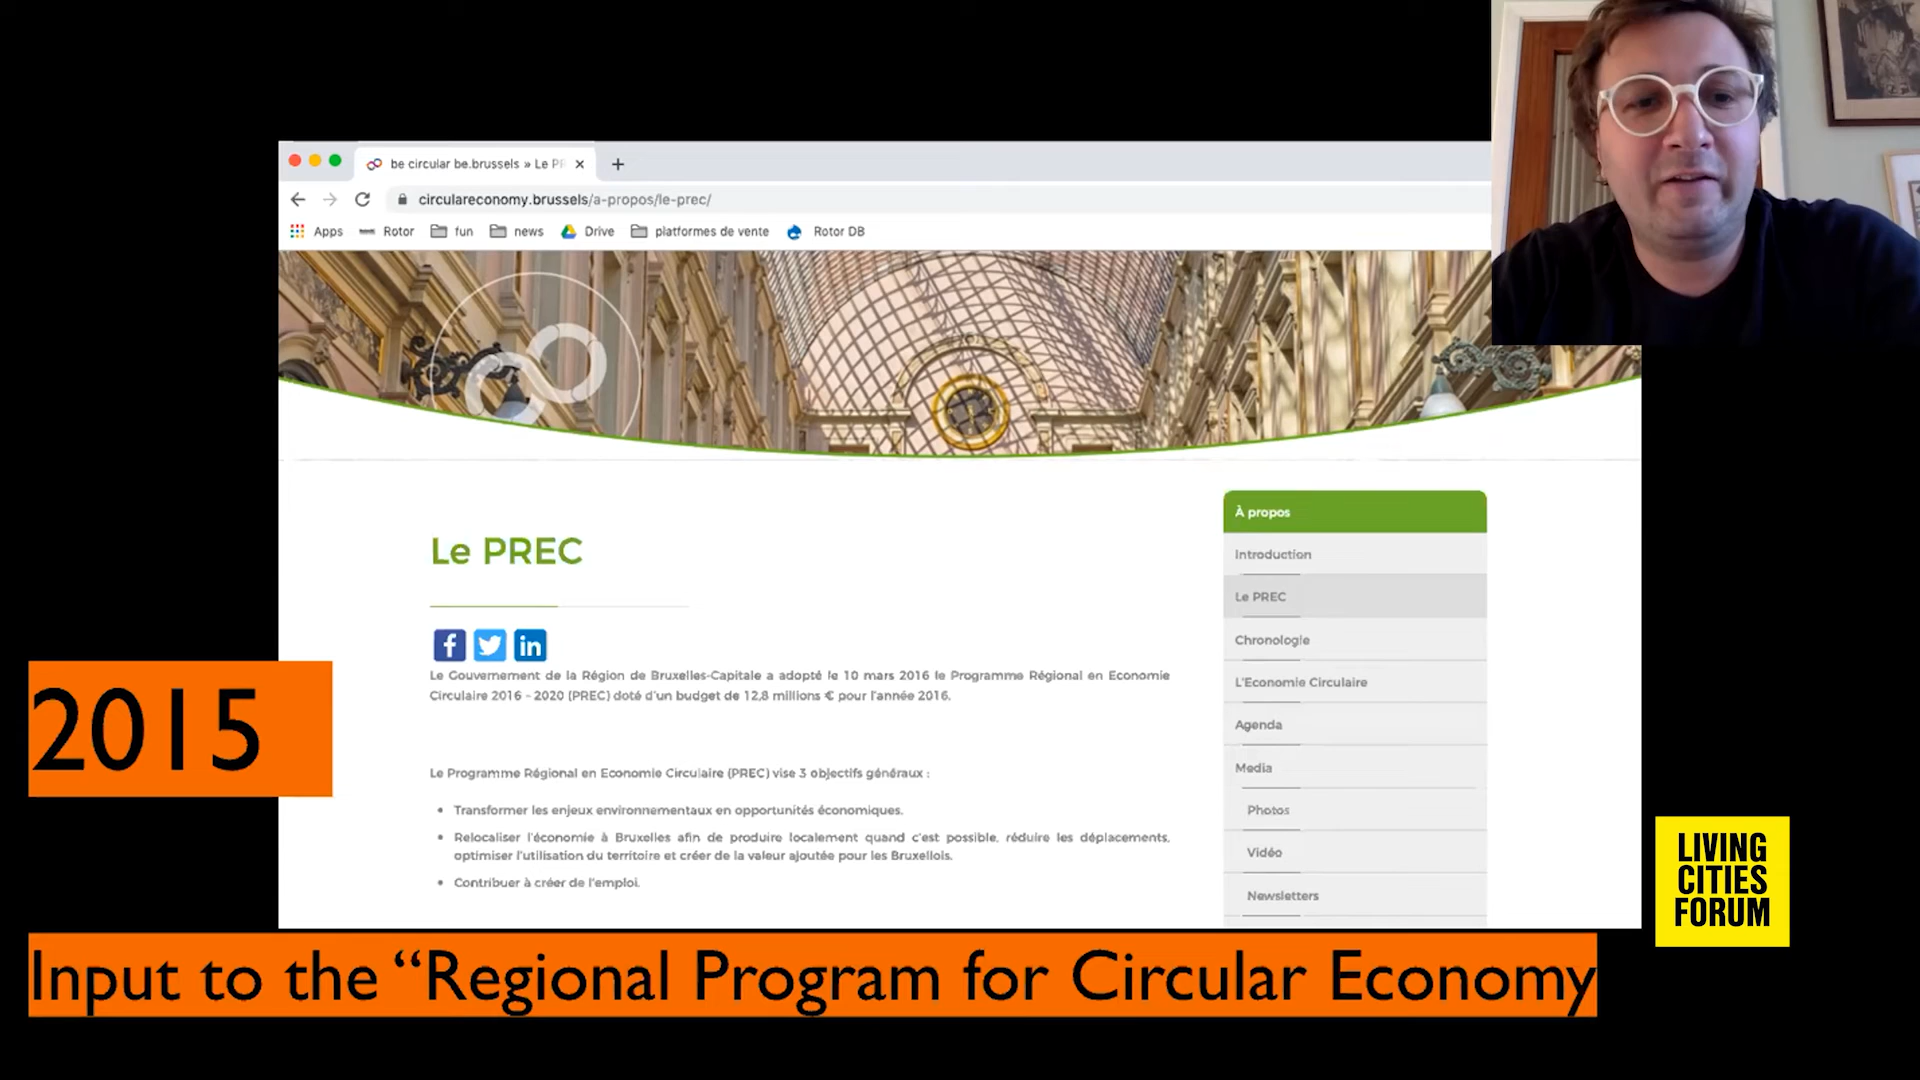 be circular be.brussels » Le PR
circulareconomy.brussels/a-propos/le-prec/
Apps Rotor fun news Drive platformes de vente Rotor DB
Le PREC
Le Gouvernement de la Région de Bruxelles-Capitale a adopté le 10 mars 2016 le Programme Régional en Economie
Circulaire 2016 - 2020 (PREC) doté d'un budget de 12,8 millions € pour l'année 2016.
Le Programme Régional en Economie Circulaire (PREC) vise 3 objectifs généraux :
• Transformer les enjeux environnementaux en opportunités économiques.
• Relocaliser l'économie à Bruxelles afin de produire localement quand c'est possible, réduire les déplacements,
optimiser l'utilisation du territoire et créer de la valeur ajoutée pour les Bruxellois.
• Contribuer à créer de l'emploi.
À propos
Introduction
Le PREC
Chronologie
L'Economie Circulaire
Agenda
Media
Photos
Vidéo
Newsletters
2015
Input to the “Regional Program for Circular Economy
LIVING
CITIES
FORUM